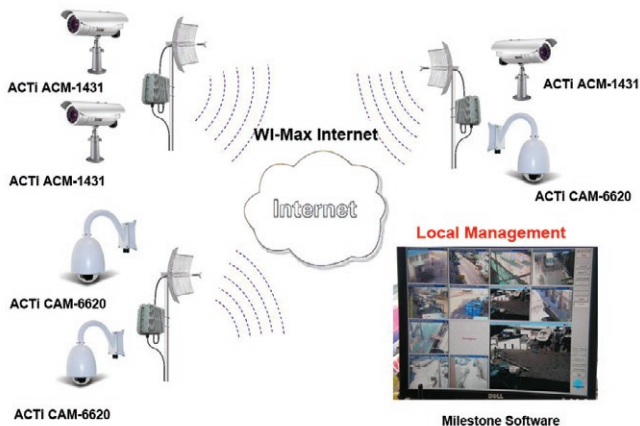 ACTi ACM-1431
ACTi ACM-1431
WI-Max Internet
ACTi ACM-1431
Internet
ACTi CAM-6620
Local Management
ACTi CAM-6620
ACTi CAM-6620
DELL
Milestone Software